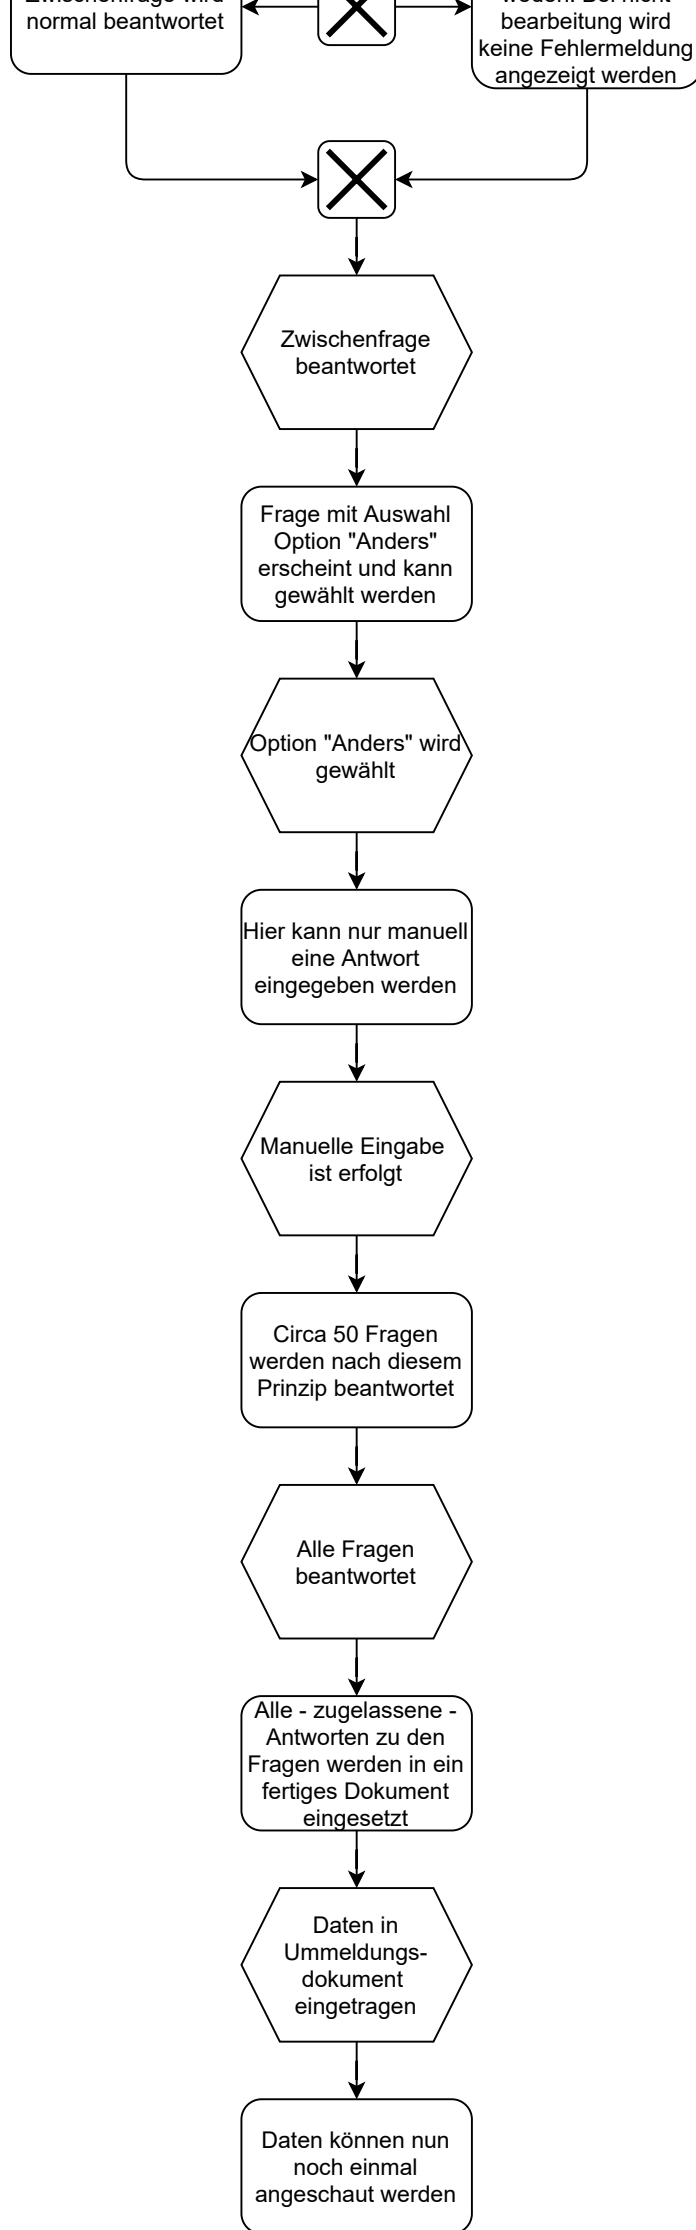 normal beantwortet
bearbeitung wird
keine Fehlermeldung
angezeigt werden
Zwischenfrage
beantwortet
Frage mit Auswahl
Option "Anders"
erscheint und kann
gewählt werden
Option "Anders" wird
gewählt
Hier kann nur manuell
eine Antwort
eingegeben werden
Manuelle Eingabe
ist erfolgt
Circa 50 Fragen
werden nach diesem
Prinzip beantwortet
Alle Fragen
beantwortet
Alle - zugelassene -
Antworten zu den
Fragen werden in ein
fertiges Dokument
eingesetzt
Daten in
Ummeldungs-
dokument
eingetragen
Daten können nun
noch einmal
angeschaut werden